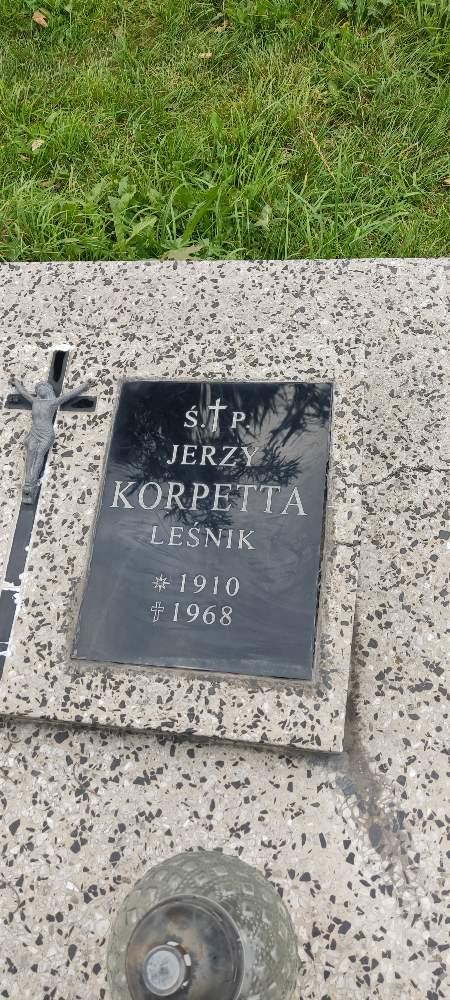 Ś.†P.
JERZY
KORPETTA
LEŚNIK
* 1910
✝ 1968